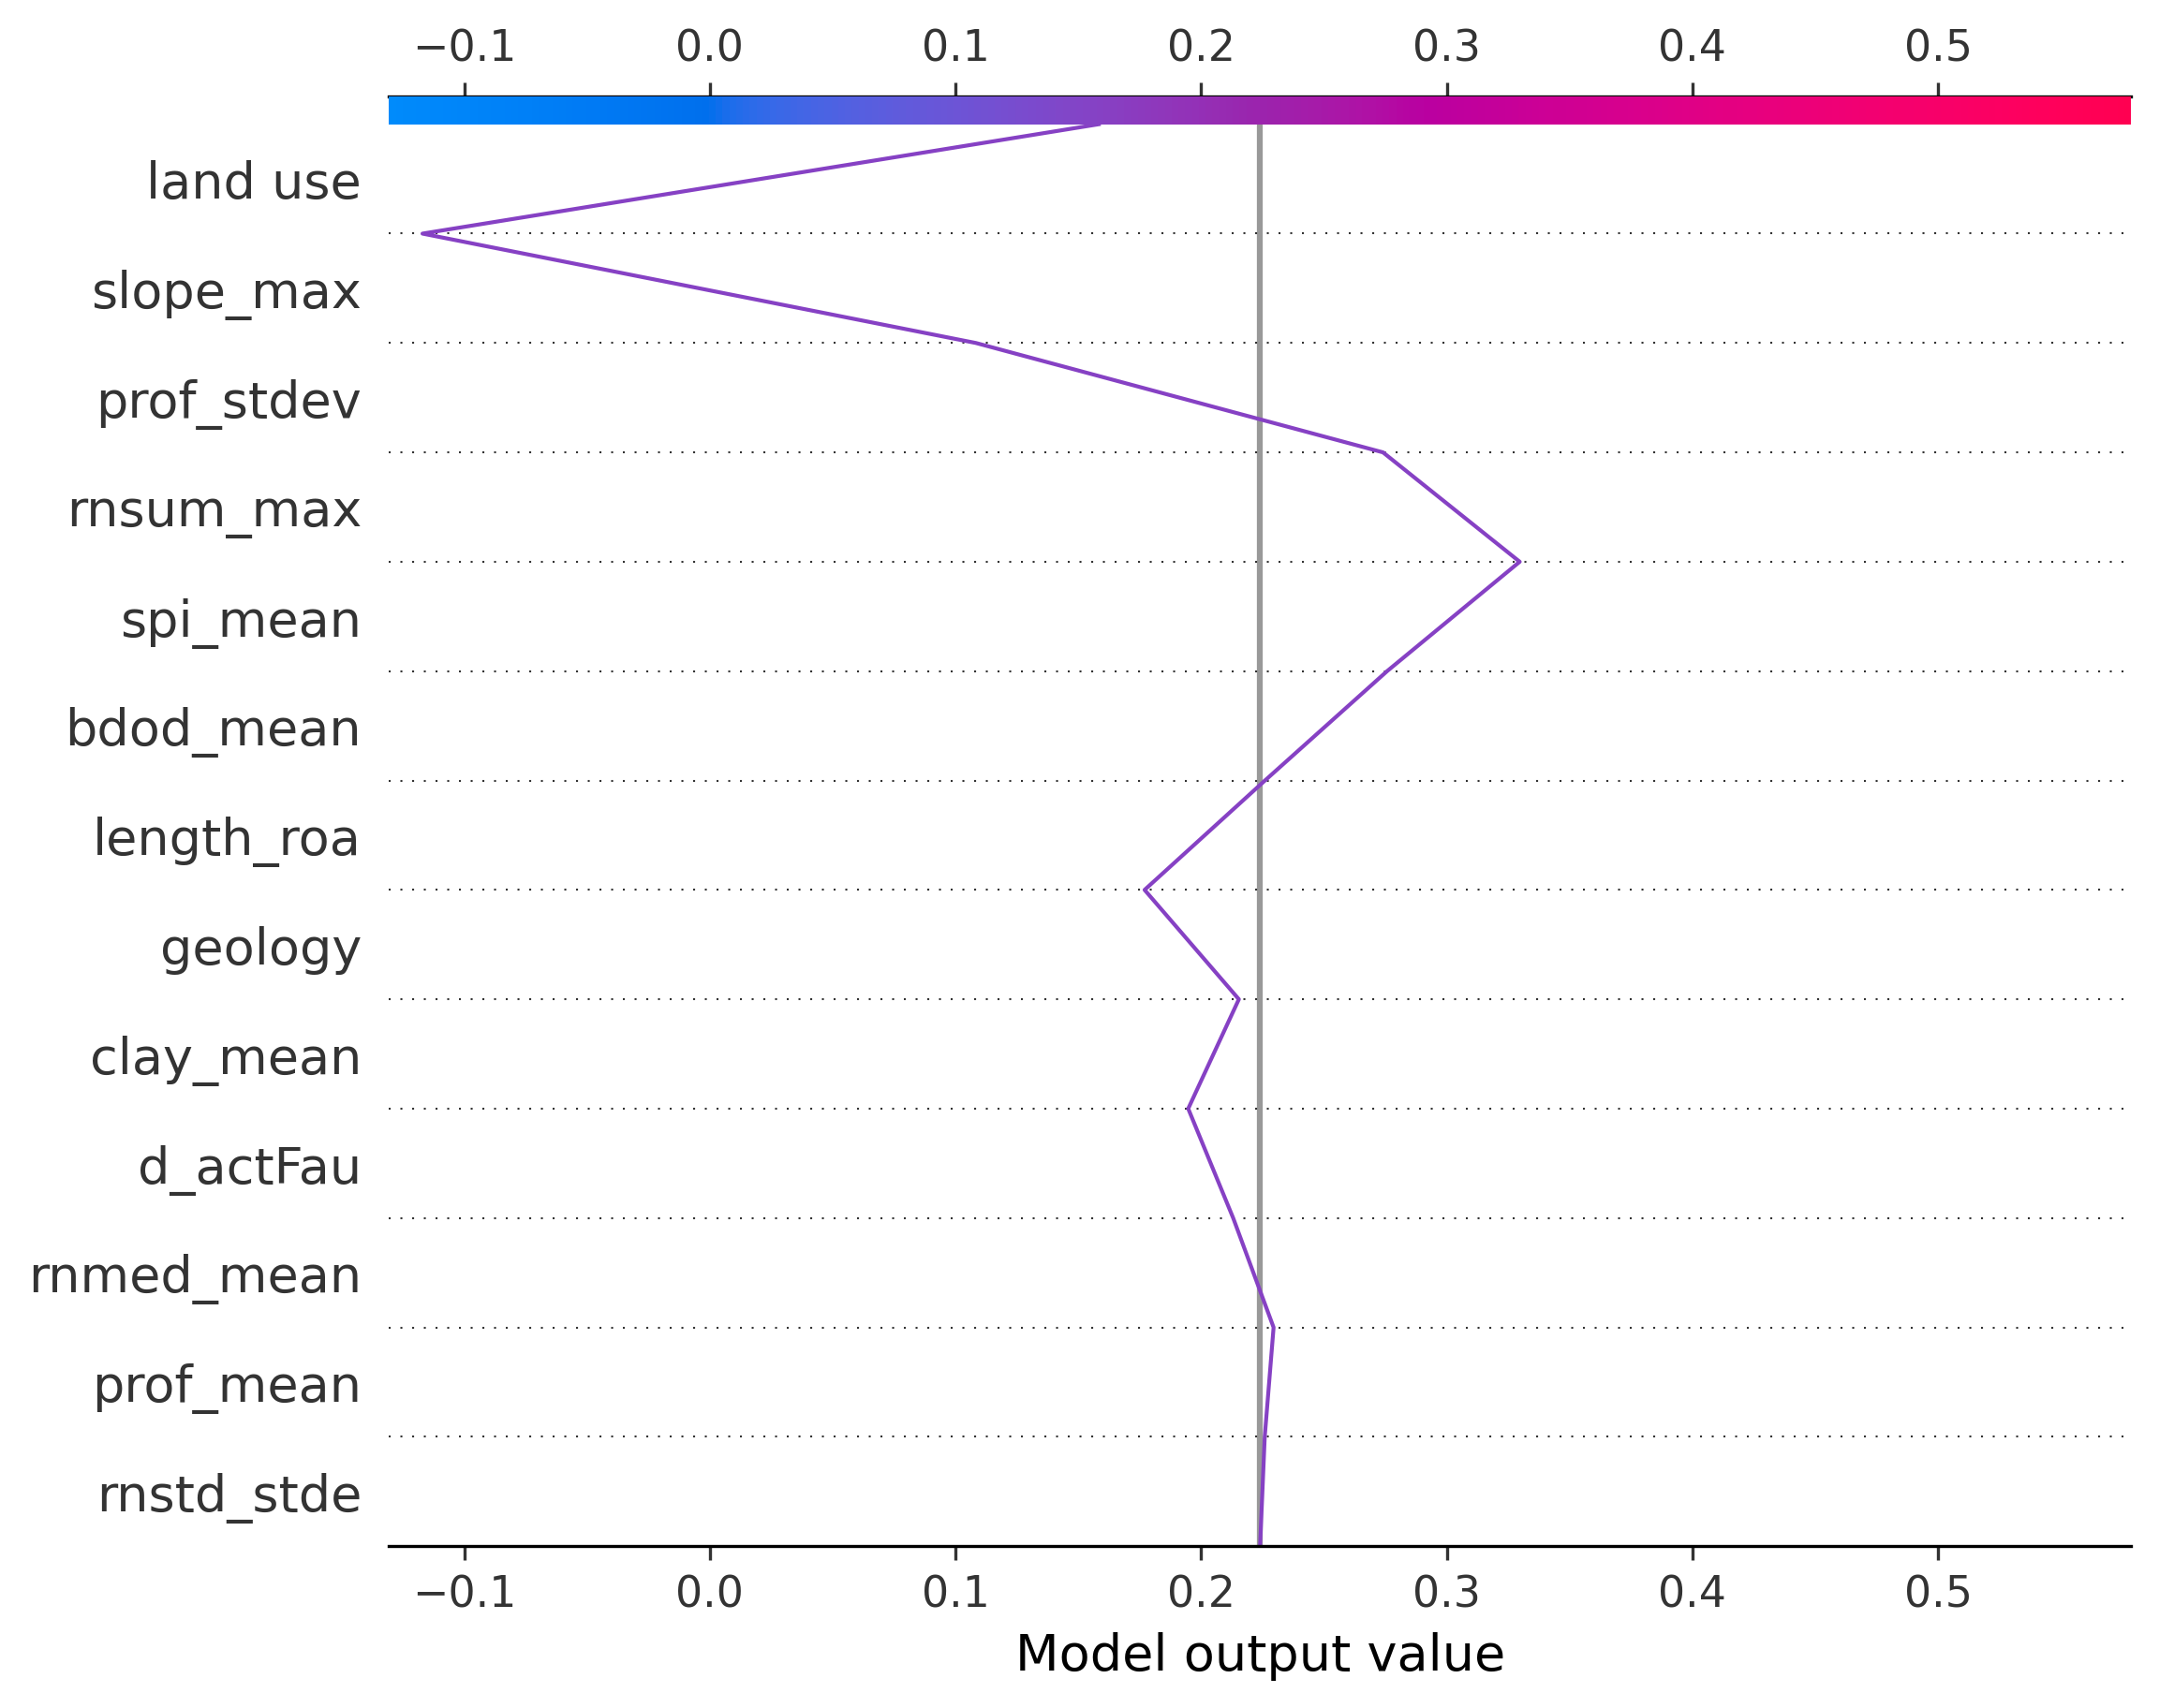 −0.1 0.0 0.1 0.2 0.3 0.4 0.5
land use
slope_max
prof_stdev
rnsum_max
spi_mean
bdod_mean
length_roa
geology
clay_mean
d_actFau
rnmed_mean
prof_mean
rnstd_stde
−0.1 0.0 0.1 0.2 0.3 0.4 0.5
Model output value